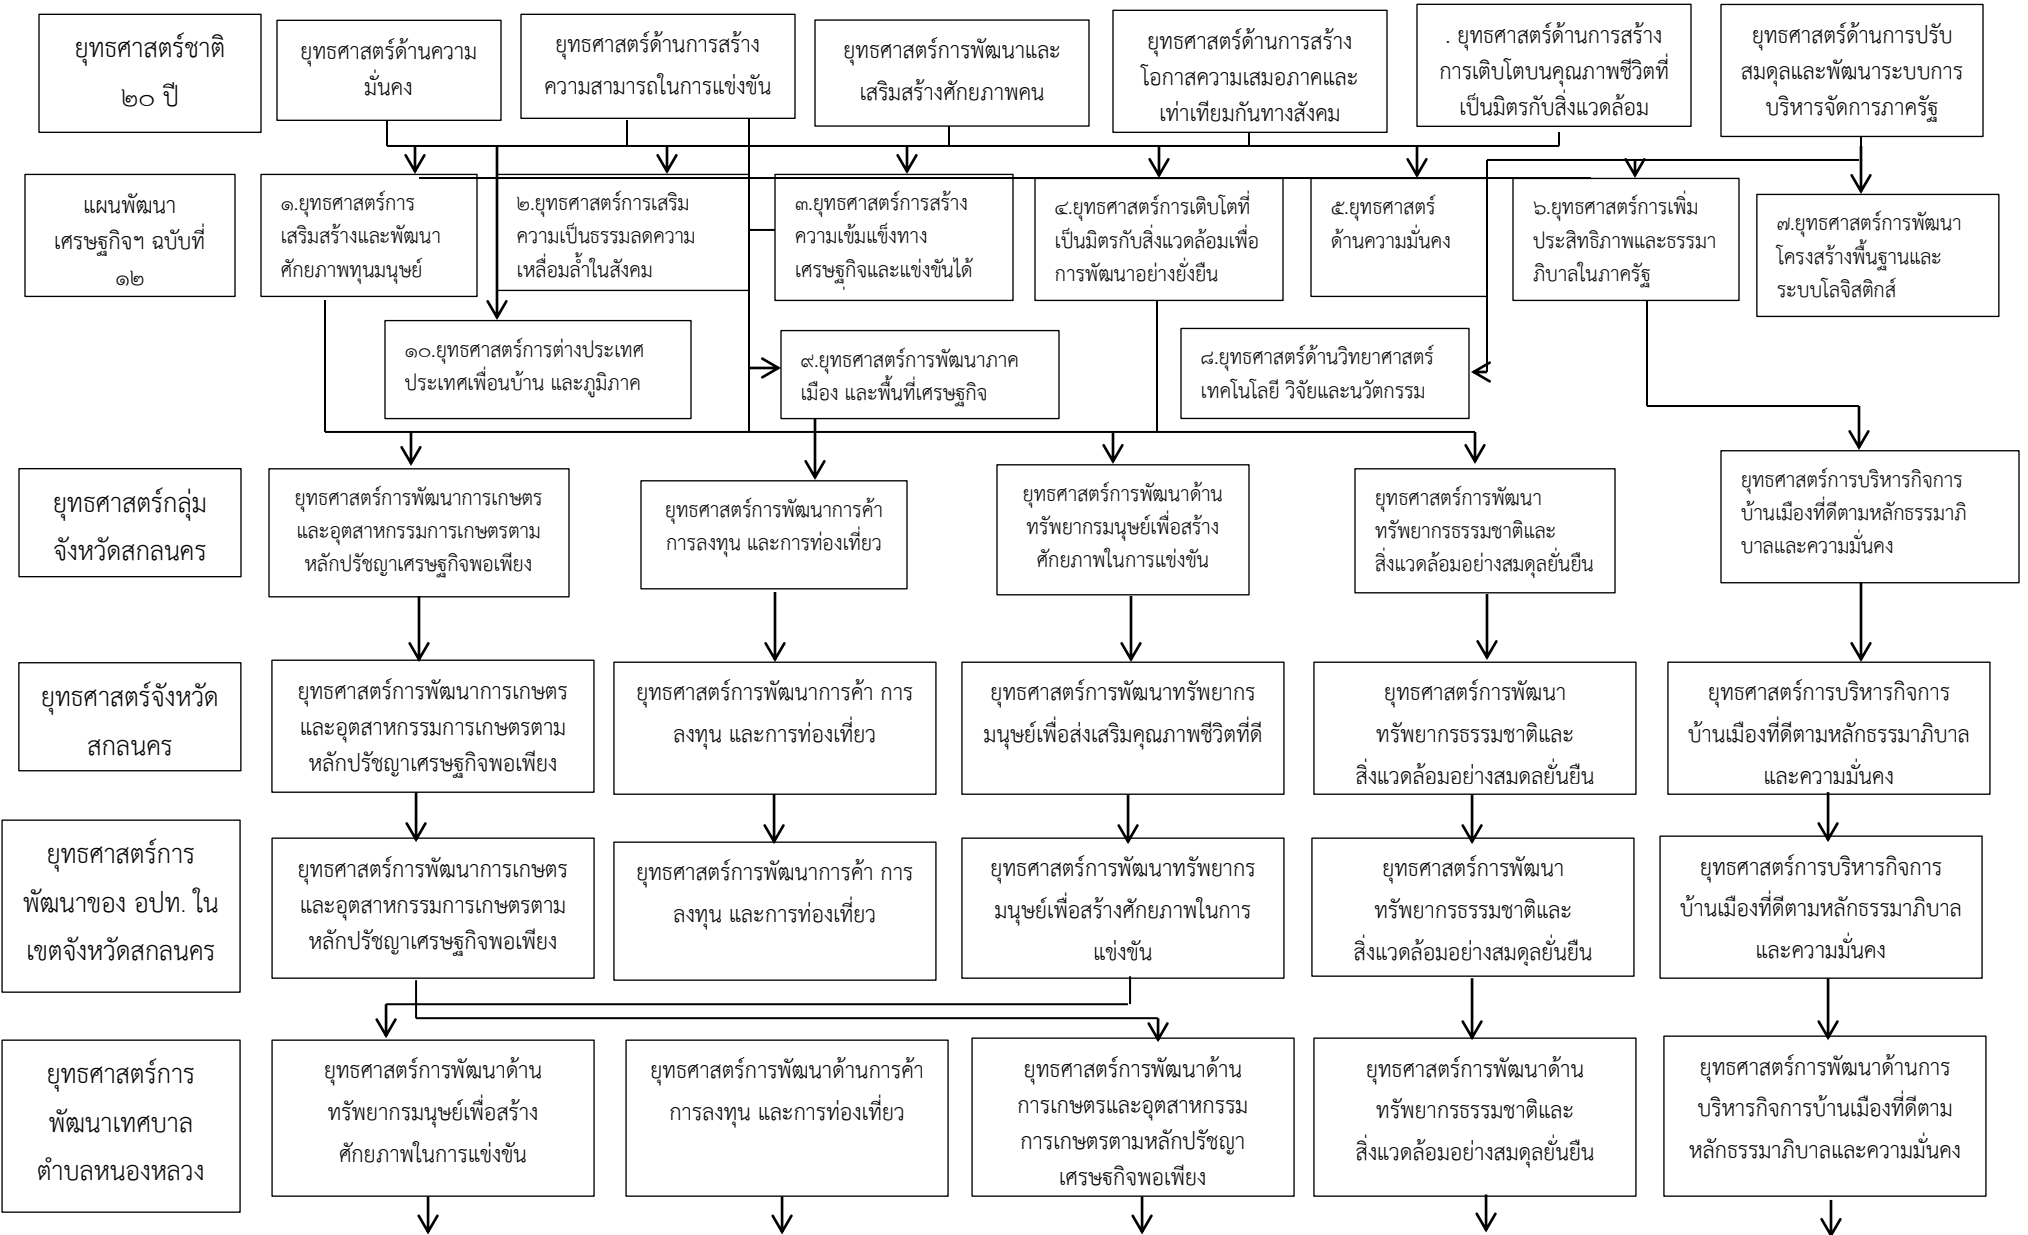 ยุทธศาสตร์ชาติ
๒๐ ปี
ยุทธศาสตร์ด้านความ
มั่นคง
ยุทธศาสตร์ด้านการสร้าง
ความสามารถในการแข่งขัน
ยุทธศาสตร์การพัฒนาและ
เสริมสร้างศักยภาพคน
ยุทธศาสตร์ด้านการสร้าง
โอกาสความเสมอภาคและ
เท่าเทียมกันทางสังคม
. ยุทธศาสตร์ด้านการสร้าง
การเติบโตบนคุณภาพชีวิตที่
เป็นมิตรกับสิ่งแวดล้อม
ยุทธศาสตร์ด้านการปรับ
สมดุลและพัฒนาระบบการ
บริหารจัดการภาครัฐ
แผนพัฒนา
เศรษฐกิจฯ ฉบับที่
๑๒
๑.ยุทธศาสตร์การ
เสริมสร้างและพัฒนา
ศักยภาพทุนมนุษย์
๒.ยุทธศาสตร์การเสริม
ความเป็นธรรมลดความ
เหลื่อมล้ำในสังคม
๓.ยุทธศาสตร์การสร้าง
ความเข้มแข็งทาง
เศรษฐกิจและแข่งขันได้
๔.ยุทธศาสตร์การเติบโตที่
เป็นมิตรกับสิ่งแวดล้อมเพื่อ
การพัฒนาอย่างยั่งยืน
๕.ยุทธศาสตร์
ด้านความมั่นคง
๖.ยุทธศาสตร์การเพิ่ม
ประสิทธิภาพและธรรมา
ภิบาลในภาครัฐ
๗.ยุทธศาสตร์การพัฒนา
โครงสร้างพื้นฐานและ
ระบบโลจิสติกส์
๑๐.ยุทธศาสตร์การต่างประเทศ
ประเทศเพื่อนบ้าน และภูมิภาค
๙.ยุทธศาสตร์การพัฒนาภาค
เมือง และพื้นที่เศรษฐกิจ
๘.ยุทธศาสตร์ด้านวิทยาศาสตร์
เทคโนโลยี วิจัยและนวัตกรรม
ยุทธศาสตร์กลุ่ม
จังหวัดสกลนคร
ยุทธศาสตร์การพัฒนาการเกษตร
และอุตสาหกรรมการเกษตรตาม
หลักปรัชญาเศรษฐกิจพอเพียง
ยุทธศาสตร์การพัฒนาการค้า
การลงทุน และการท่องเที่ยว
ยุทธศาสตร์การพัฒนาด้าน
ทรัพยากรมนุษย์เพื่อสร้าง
ศักยภาพในการแข่งขัน
ยุทธศาสตร์การพัฒนา
ทรัพยากรธรรมชาติและ
สิ่งแวดล้อมอย่างสมดุลยั่นยืน
ยุทธศาสตร์การบริหารกิจการ
บ้านเมืองที่ดีตามหลักธรรมาภิ
บาลและความมั่นคง
ยุทธศาสตร์จังหวัด
สกลนคร
ยุทธศาสตร์การพัฒนาการเกษตร
และอุตสาหกรรมการเกษตรตาม
หลักปรัชญาเศรษฐกิจพอเพียง
ยุทธศาสตร์การพัฒนาการค้า การ
ลงทุน และการท่องเที่ยว
ยุทธศาสตร์การพัฒนาทรัพยากร
มนุษย์เพื่อส่งเสริมคุณภาพชีวิตที่ดี
ยุทธศาสตร์การพัฒนา
ทรัพยากรธรรมชาติและ
สิ่งแวดล้อมอย่างสมดลยั่นยืน
ยุทธศาสตร์การบริหารกิจการ
บ้านเมืองที่ดีตามหลักธรรมาภิบาล
และความมั่นคง
ยุทธศาสตร์การ
พัฒนาของ อปท. ใน
เขตจังหวัดสกลนคร
ยุทธศาสตร์การพัฒนาการเกษตร
และอุตสาหกรรมการเกษตรตาม
หลักปรัชญาเศรษฐกิจพอเพียง
ยุทธศาสตร์การพัฒนาการค้า การ
ลงทุน และการท่องเที่ยว
ยุทธศาสตร์การพัฒนาทรัพยากร
มนุษย์เพื่อสร้างศักยภาพในการ
แข่งขัน
ยุทธศาสตร์การพัฒนา
ทรัพยากรธรรมชาติและ
สิ่งแวดล้อมอย่างสมดุลยั่นยืน
ยุทธศาสตร์การบริหารกิจการ
บ้านเมืองที่ดีตามหลักธรรมาภิบาล
และความมั่นคง
ยุทธศาสตร์การ
พัฒนาเทศบาล
ตำบลหนองหลวง
ยุทธศาสตร์การพัฒนาด้าน
ทรัพยากรมนุษย์เพื่อสร้าง
ศักยภาพในการแข่งขัน
ยุทธศาสตร์การพัฒนาด้านการค้า
การลงทุน และการท่องเที่ยว
ยุทธศาสตร์การพัฒนาด้าน
การเกษตรและอุตสาหกรรม
การเกษตรตามหลักปรัชญา
เศรษฐกิจพอเพียง
ยุทธศาสตร์การพัฒนาด้าน
ทรัพยากรธรรมชาติและ
สิ่งแวดล้อมอย่างสมดุลยั่นยืน
ยุทธศาสตร์การพัฒนาด้านการ
บริหารกิจการบ้านเมืองที่ดีตาม
หลักธรรมาภิบาลและความมั่นคง